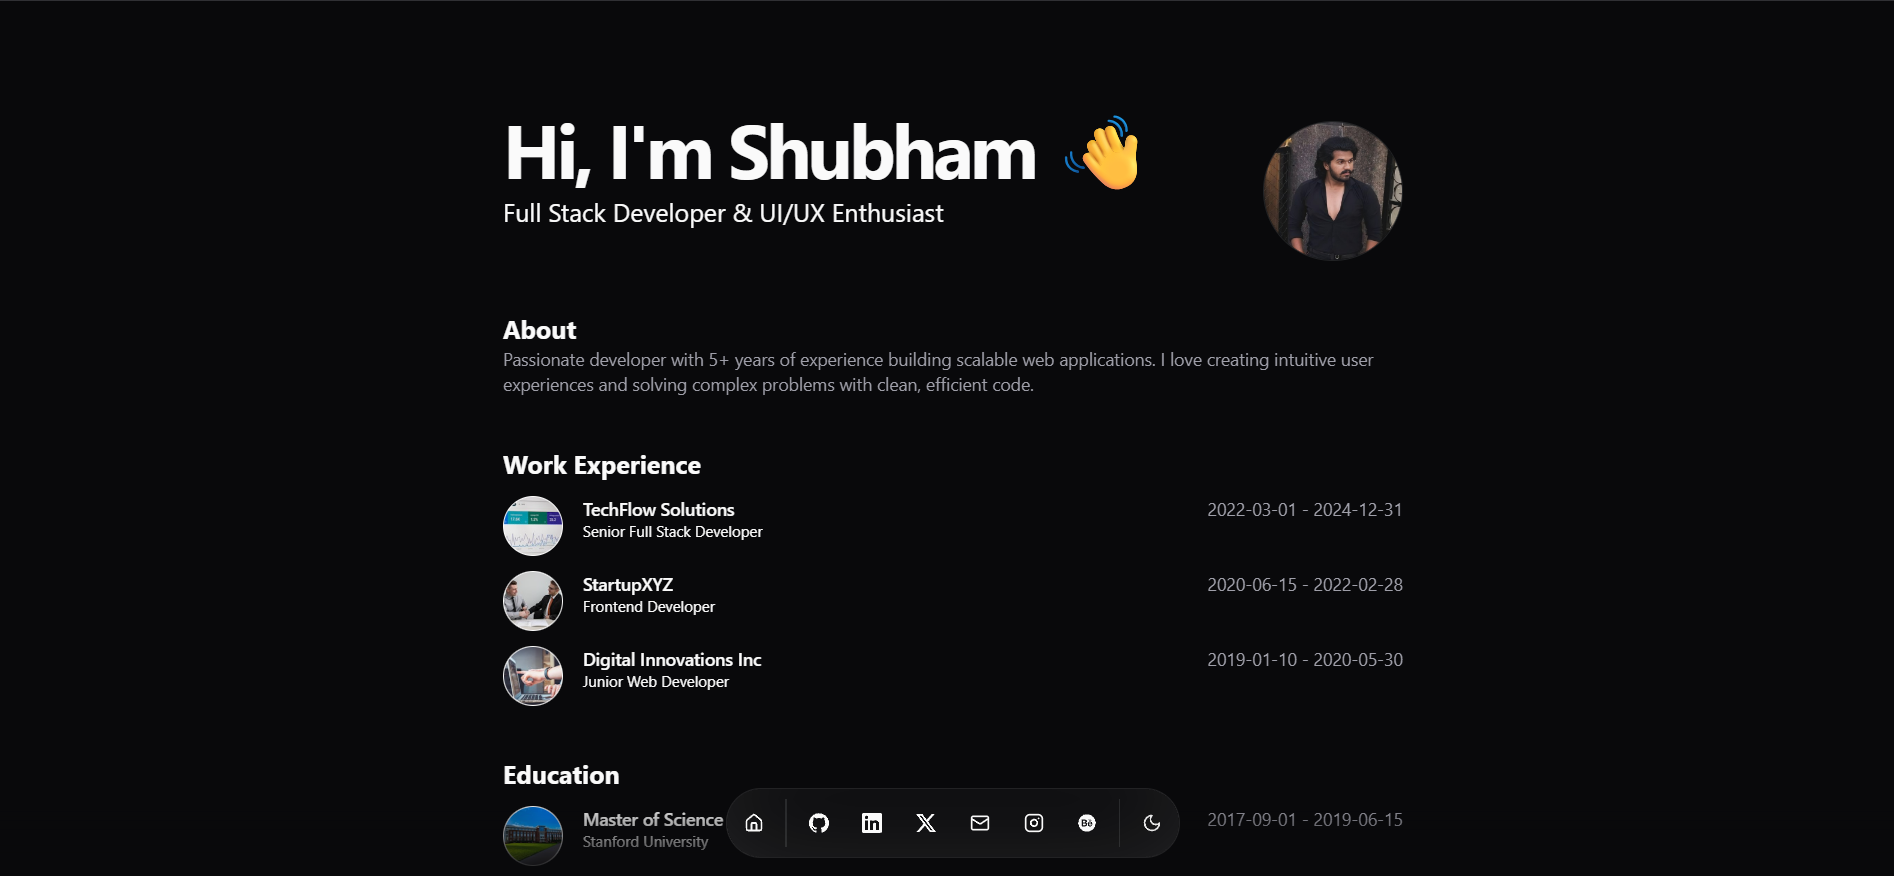 Hi, I'm Shubham 👋
Full Stack Developer & UI/UX Enthusiast
About
Passionate developer with 5+ years of experience building scalable web applications. I love creating intuitive user
experiences and solving complex problems with clean, efficient code.
Work Experience
TechFlow Solutions 2022-03-01 - 2024-12-31
Senior Full Stack Developer
StartupXYZ 2020-06-15 - 2022-02-28
Frontend Developer
Digital Innovations Inc 2019-01-10 - 2020-05-30
Junior Web Developer
Education
Master of Science 2017-09-01 - 2019-06-15
Stanford University